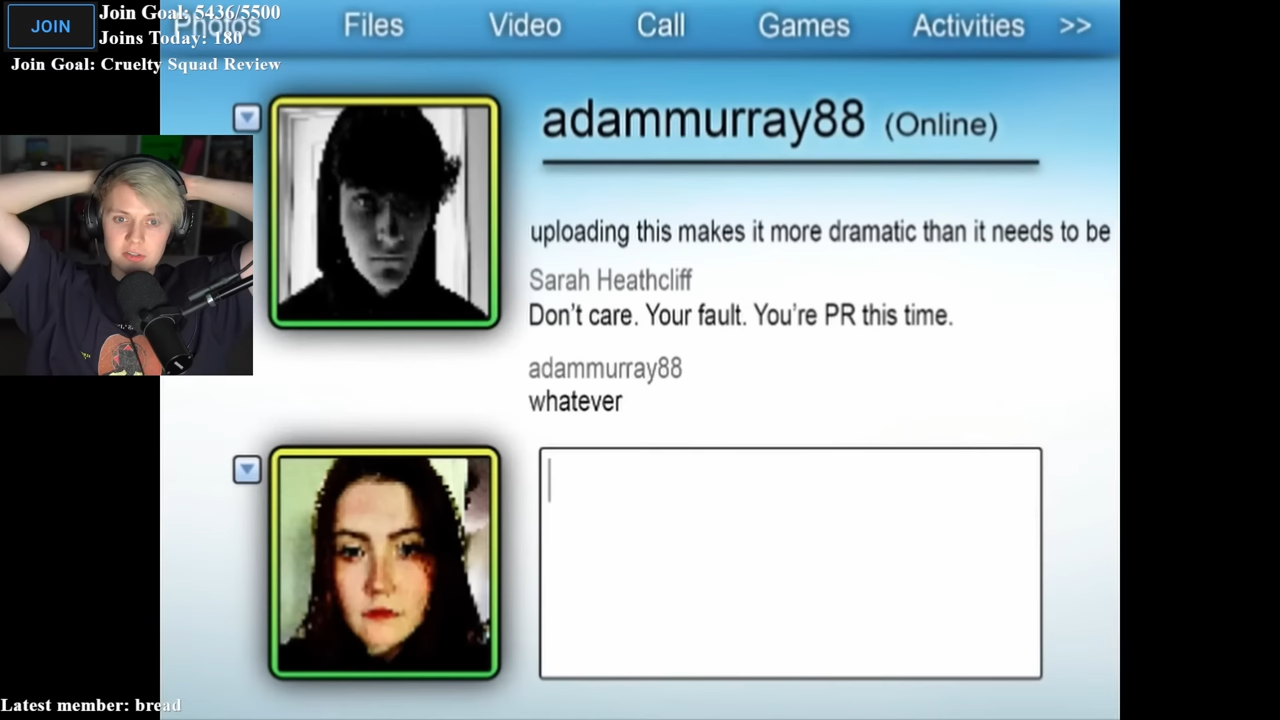 JOIN
Join Goal: 5436/5500
Joins Today: 180
Join Goal: Cruelty Squad Review
Photos Files Video Call Games Activities >>
adammurray88 (Online)
uploading this makes it more dramatic than it needs to be
Sarah Heathcliff
Don't care. Your fault. You're PR this time.
adammurray88
whatever
Latest member: bread